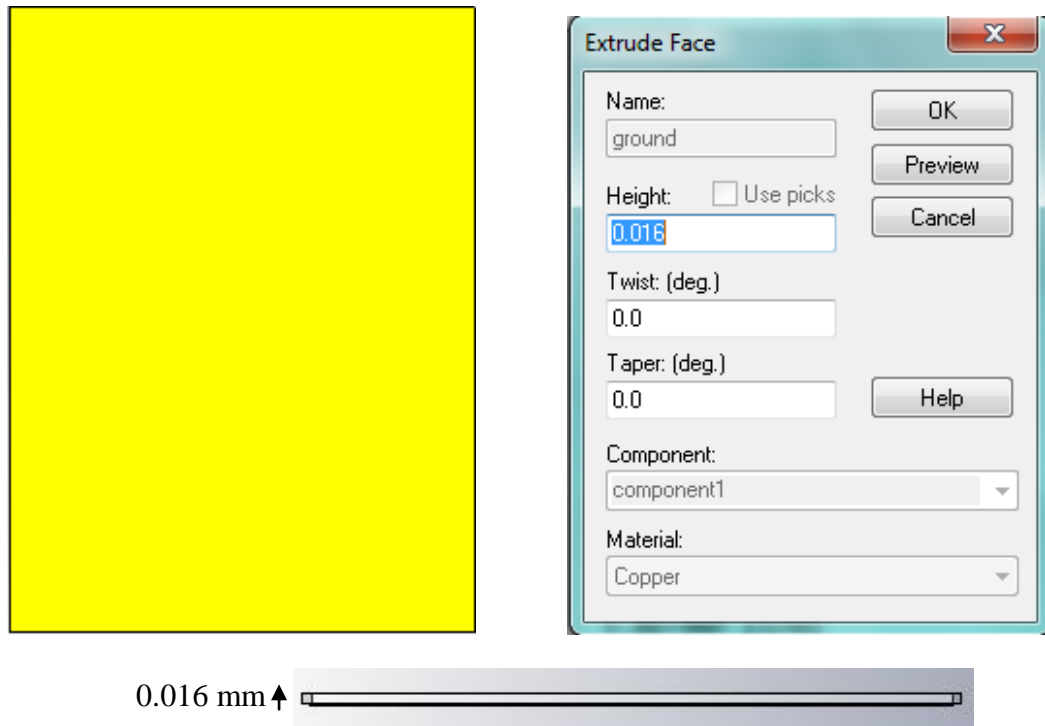 Extrude Face
x
Name:
OK
ground
Preview
Height:
Use picks
Cancel
0.016
Twist: (deg.)
0.0
Taper: (deg.)
0.0
Help
Component:
component1
Material:
Copper
0.016 mm